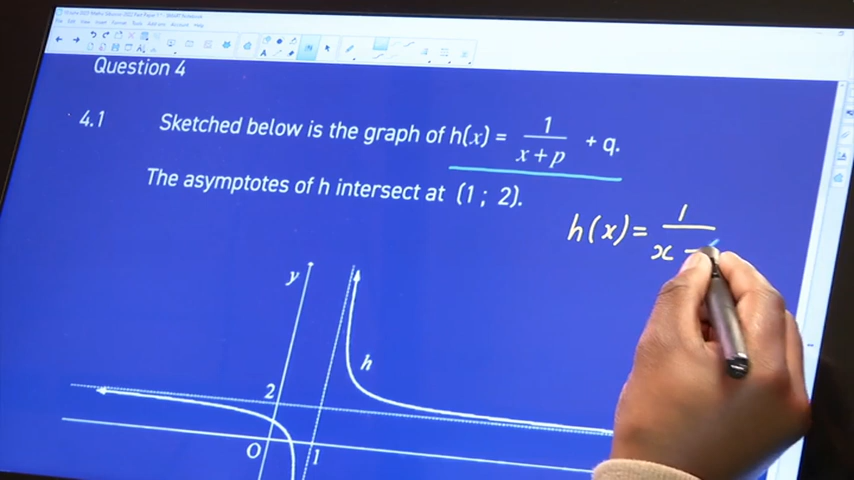 Question 4
4.1 Sketched below is the graph of h(x) = 1/(x + p) + q.
The asymptotes of h intersect at (1 ; 2).
h(x) = 1/(x −
y
h
2
O
1